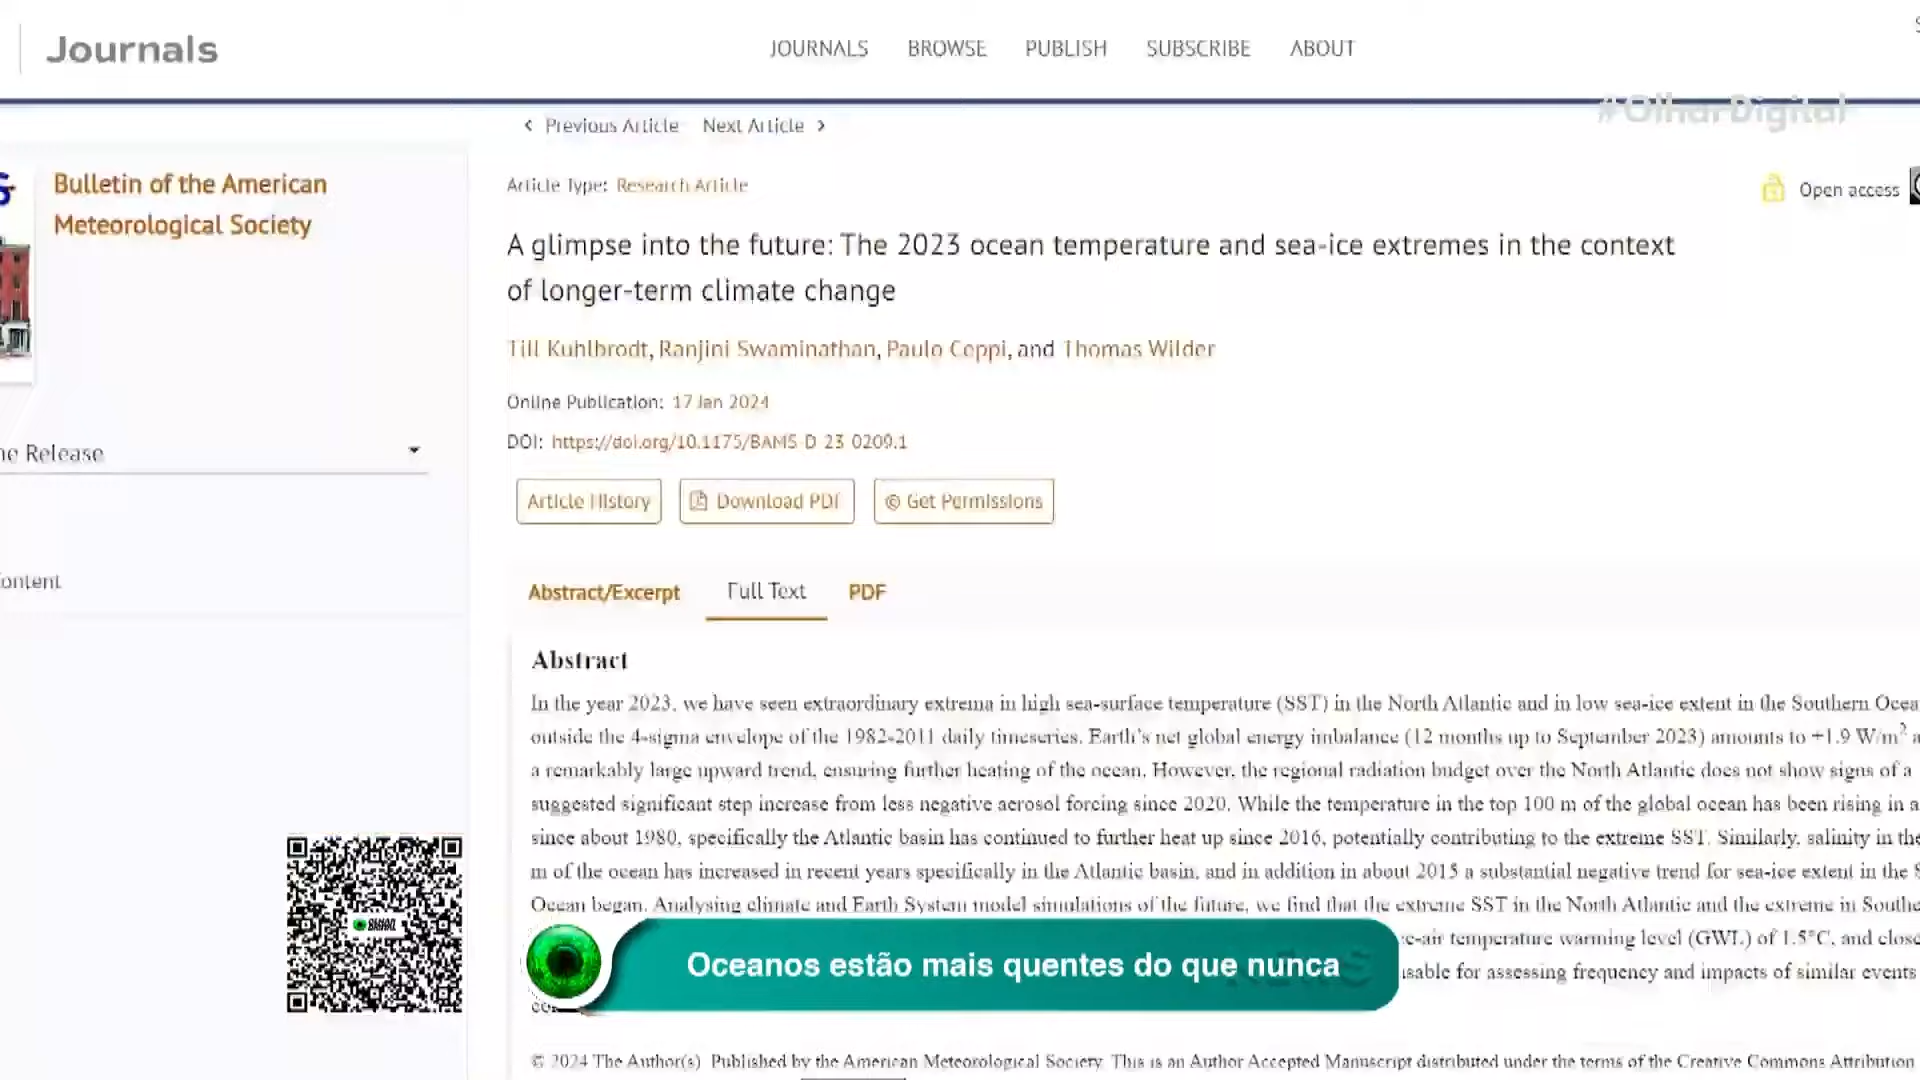 Journals
JOURNALS BROWSE PUBLISH SUBSCRIBE ABOUT
#OlharDigital
Previous Article Next Article
Bulletin of the American
Meteorological Society
Article Type: Research Article
Open access
A glimpse into the future: The 2023 ocean temperature and sea-ice extremes in the context
of longer-term climate change
Till Kuhlbrodt, Ranjini Swaminathan, Paulo Ceppi, and Thomas Wilder
Online Publication: 17 Jan 2024
DOI: https://doi.org/10.1175/BAMS-D-23-0209.1
Release
Article History Download PDF © Get Permissions
Abstract/Excerpt Full Text PDF
Abstract
In the year 2023, we have seen extraordinary extrema in high sea-surface temperature (SST) in the North Atlantic and in low sea-ice extent in the Southern
outside the 4-sigma envelope of the 1982-2011 daily timeseries. Earth's net global energy imbalance (12 months up to September 2023) amounts to +1.9 W/m²
a remarkably large upward trend, ensuring further heating of the ocean. However, the regional radiation budget over the North Atlantic does not show signs of a
suggested significant step increase from less negative aerosol forcing since 2020. While the temperature in the top 100 m of the global ocean has been rising in
since about 1980, specifically the Atlantic basin has continued to further heat up since 2016, potentially contributing to the extreme SST. Similarly, salinity in the
m of the ocean has increased in recent years specifically in the Atlantic basin, and in addition in about 2015 a substantial negative trend for sea-ice extent in the
Ocean began. Analysing climate and Earth System model simulations of the future, we find that the extreme SST in the North Atlantic and the extreme in
-air temperature warming level (GWL) of 1.5°C, and
for assessing frequency and impacts of similar events
Oceanos estão mais quentes do que nunca
© 2024 The Author(s). Published by the American Meteorological Society. This is an Author Accepted Manuscript distributed under the terms of the Creative Commons Attribution